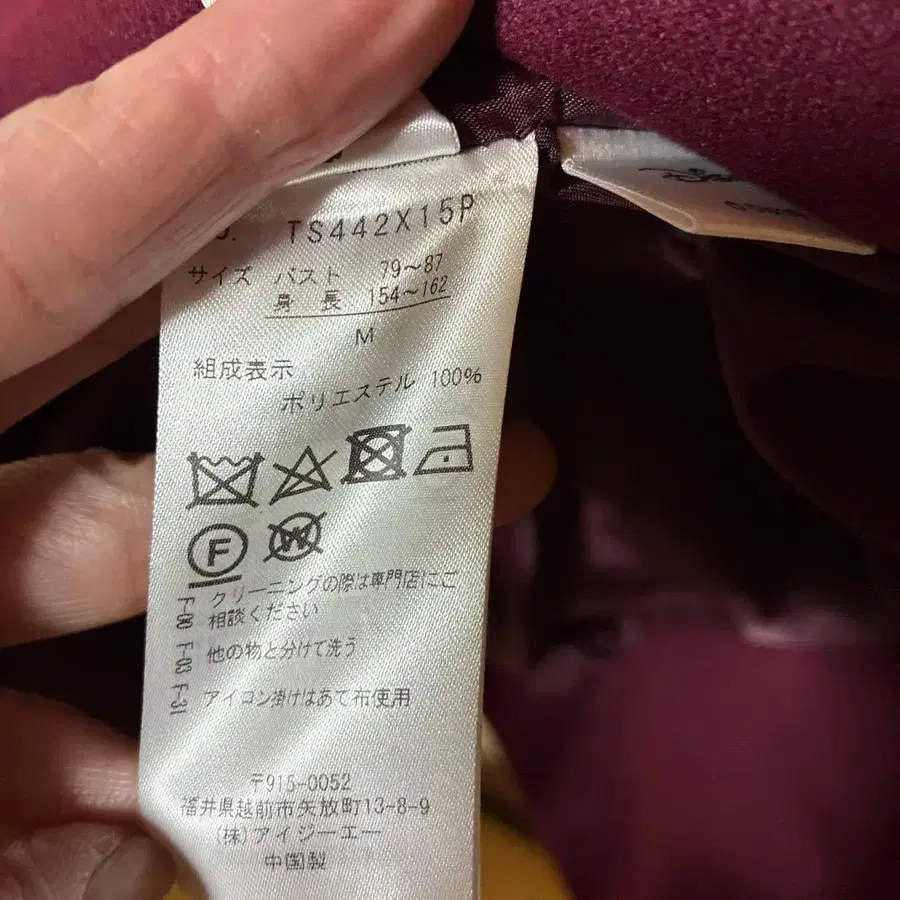 TS442X15P
サイズ バスト 79〜87
身 長 154〜162
M
組成表示
ポリエステル 100%
F
W
クリーニングの際は専門店にご
相談ください
他の物と分けて洗う
アイロン掛けはあて布使用
F-00 F-03 F-31
〒915-0052
福井県越前市矢放町13-8-9
(株)アイジーエー
中国製